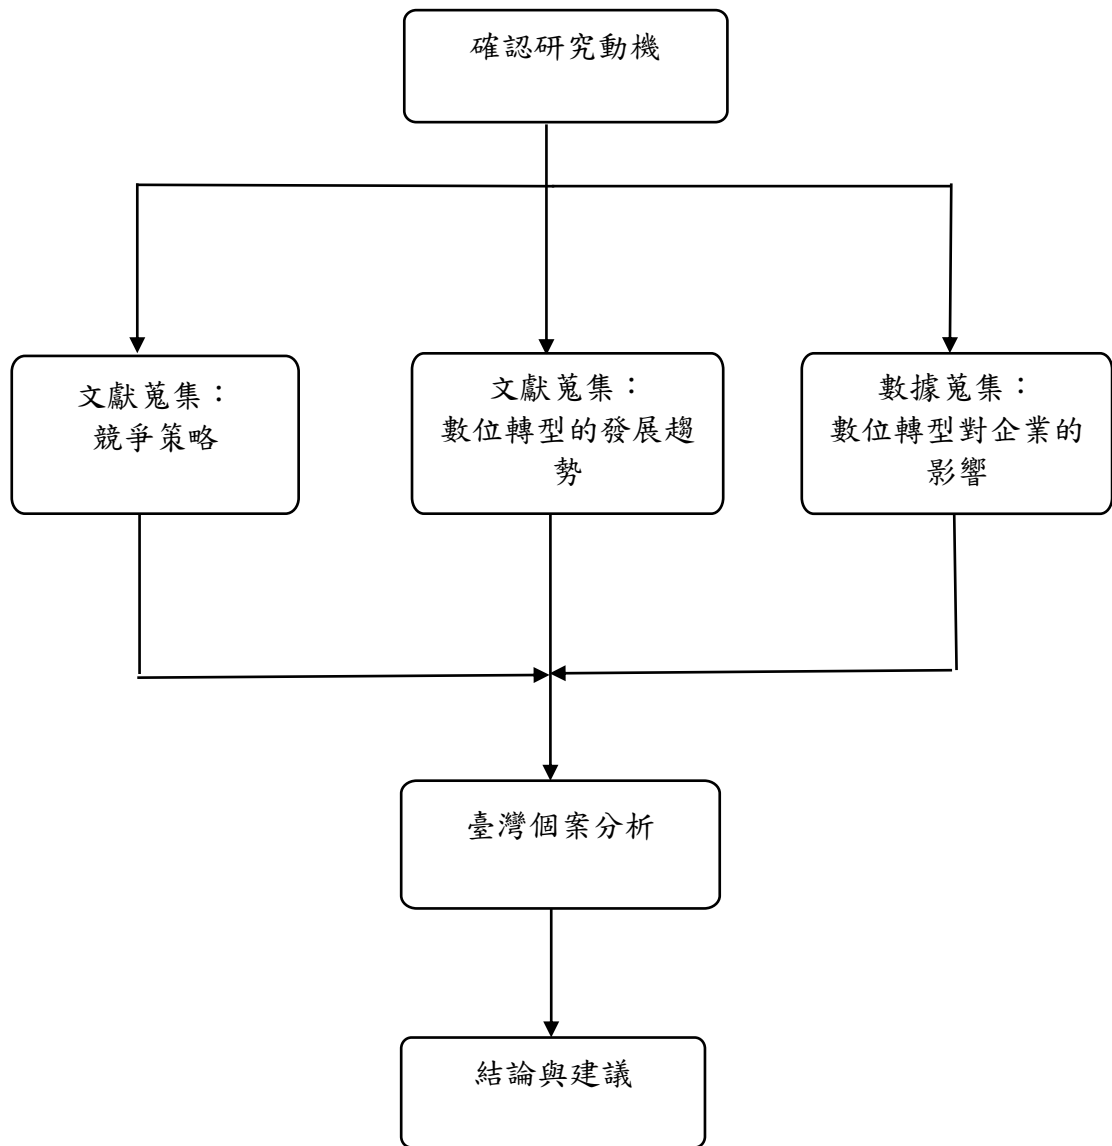 確認研究動機
文獻蒐集：
競爭策略
文獻蒐集：
數位轉型的發展趨
勢
數據蒐集：
數位轉型對企業的
影響
臺灣個案分析
結論與建議